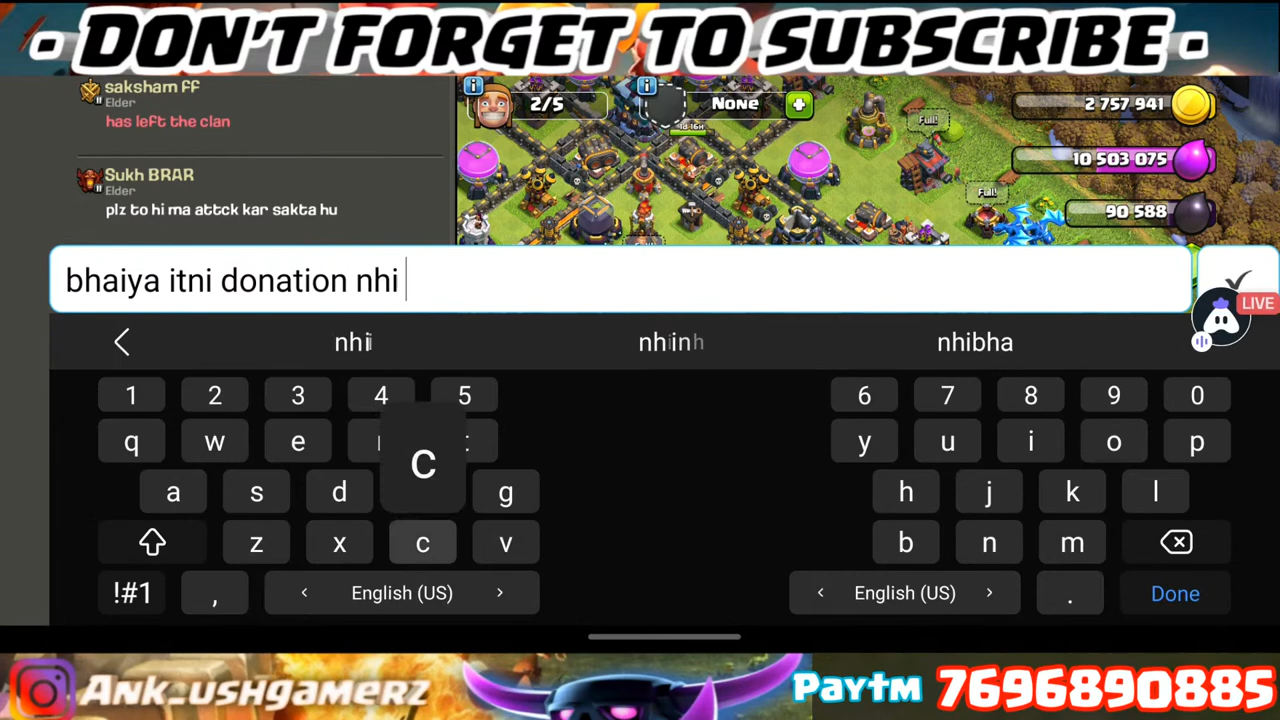 - DON'T FORGET TO SUBSCRIBE -
saksham ff
Elder
has left the clan
Sukh BRAR
Elder
plz to hi ma attck kar sakta hu
2/5
None
1d 16h
Full!
Full!
2 757 941
10 503 075
90 588
bhaiya itni donation nhi
LIVE
nhi
nhinh
nhibha
1 2 3 4 5 6 7 8 9 0
q w e y u i o p
c
a s d g h j k l
z x c v b n m
!#1 , < English (US) > < English (US) > . Done
Ank_ushgamerz
Paytm 7696890885